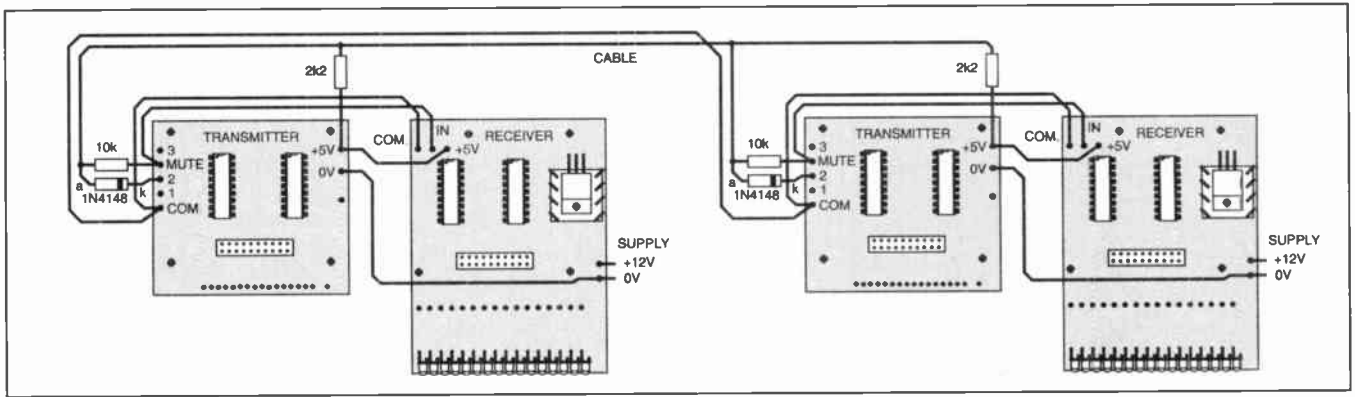 CABLE
2k2
10k
a
1N4148
k
TRANSMITTER
3
MUTE
2
1
COM
+5V
0V
COM.
IN
RECEIVER
+5V
SUPPLY
+12V
0V
2k2
10k
a
1N4148
k
TRANSMITTER
3
MUTE
2
1
COM
+5V
0V
COM.
IN
RECEIVER
+5V
SUPPLY
+12V
0V